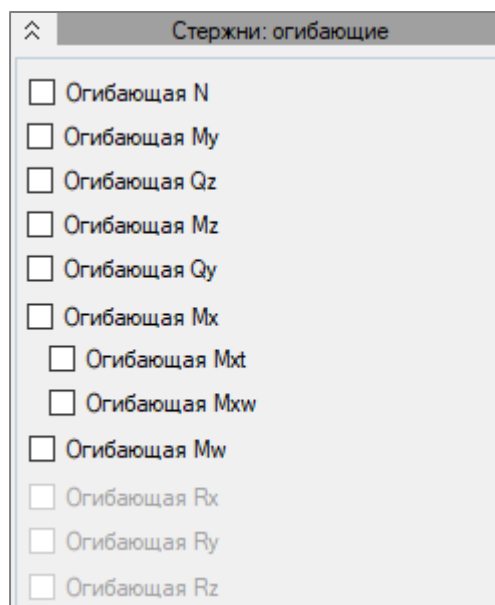 Стержни: огибающие
Огибающая N
Огибающая My
Огибающая Qz
Огибающая Mz
Огибающая Qy
Огибающая Mx
Огибающая Mxt
Огибающая Mxw
Огибающая Mw
Огибающая Rx
Огибающая Ry
Огибающая Rz